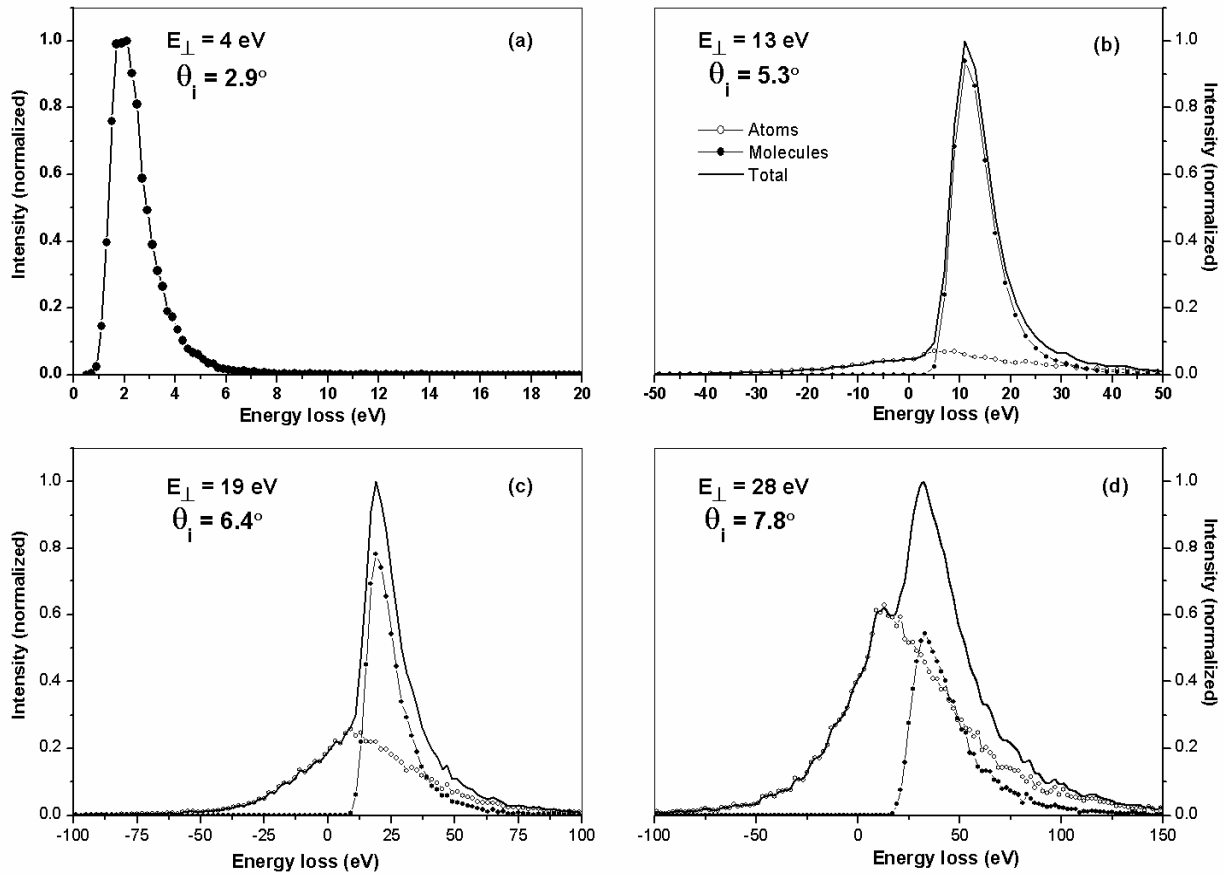 E⊥ = 4 eV
θi = 2.9o
(a)
Intensity (normalized)
1.0
0.8
0.6
0.4
0.2
0.0
0 2 4 6 8 10 12 14 16 18 20
Energy loss (eV)
E⊥ = 13 eV
θi = 5.3o
(b)
Atoms
Molecules
Total
1.0
0.8
0.6
0.4
0.2
0.0
Intensity (normalized)
-50 -40 -30 -20 -10 0 10 20 30 40 50
Energy loss (eV)
E⊥ = 19 eV
θi = 6.4o
(c)
Intensity (normalized)
1.0
0.8
0.6
0.4
0.2
0.0
-100 -75 -50 -25 0 25 50 75 100
Energy loss (eV)
E⊥ = 28 eV
θi = 7.8o
(d)
1.0
0.8
0.6
0.4
0.2
0.0
Intensity (normalized)
-100 -50 0 50 100 150
Energy loss (eV)